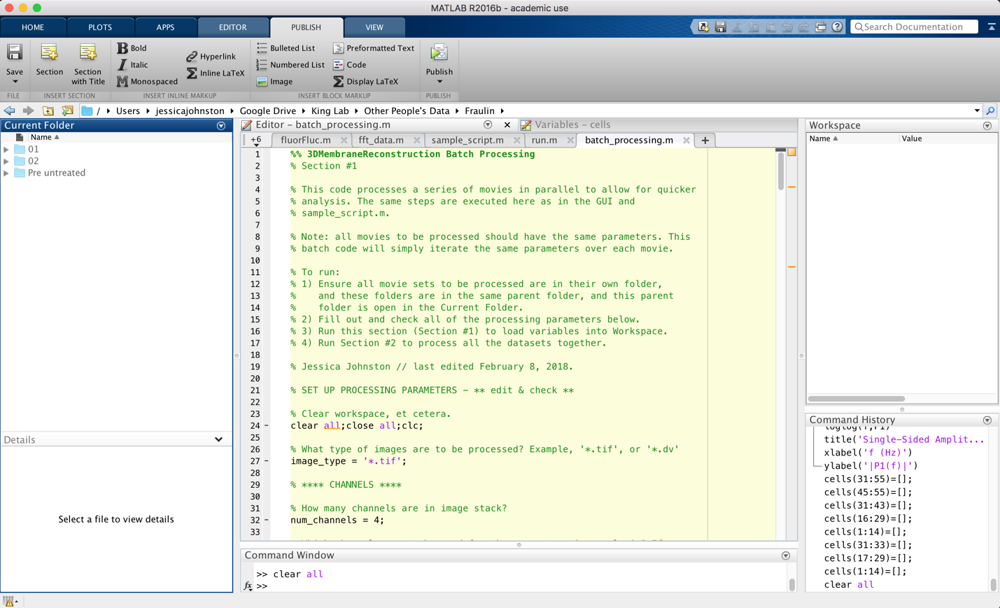 MATLAB R2016b - academic use
HOME PLOTS APPS EDITOR PUBLISH VIEW
Search Documentation
Save
Section
Section with Title
Bold
Italic
Monospaced
Hyperlink
Inline LaTeX
Bulleted List
Numbered List
Image
Preformatted Text
Code
Display LaTeX
Publish
FILE INSERT SECTION INSERT INLINE MARKUP INSERT BLOCK MARKUP PUBLISH
/ Users jessicajohnston Google Drive King Lab Other People's Data Fraulin
Current Folder
Name
01
02
Pre untreated
Details
Select a file to view details
Editor - batch_processing.m
Variables - cells
+6 fluorFluc.m fft_data.m sample_script.m run.m batch_processing.m +
1 %% 3DMembraneReconstruction Batch Processing
2 % Section #1
3
4 % This code processes a series of movies in parallel to allow for quicker
5 % analysis. The same steps are executed here as in the GUI and
6 % sample_script.m.
7
8 % Note: all movies to be processed should have the same parameters. This
9 % batch code will simply iterate the same parameters over each movie.
10
11 % To run:
12 % 1) Ensure all movie sets to be processed are in their own folder,
13 % and these folders are in the same parent folder, and this parent
14 % folder is open in the Current Folder.
15 % 2) Fill out and check all of the processing parameters below.
16 % 3) Run this section (Section #1) to load variables into Workspace.
17 % 4) Run Section #2 to process all the datasets together.
18
19 % Jessica Johnston // last edited February 8, 2018.
20
21 % SET UP PROCESSING PARAMETERS - ** edit & check **
22
23 % Clear workspace, et cetera.
24 - clear all;close all;clc;
25
26 % What type of images are to be processed? Example, '*.tif', or '*.dv'
27 - image_type = '*.tif';
28
29 % **** CHANNELS ****
30
31 % How many channels are in image stack?
32 - num_channels = 4;
33
Command Window
>> clear all
fx >>
Workspace
Name Value
Command History
title('Single-Sided Amplit...
xlabel('f (Hz)')
ylabel('|P1(f)|')
cells(31:55)=[];
cells(45:55)=[];
cells(31:43)=[];
cells(16:29)=[];
cells(1:14)=[];
cells(31:33)=[];
cells(17:29)=[];
cells(1:14)=[];
clear all